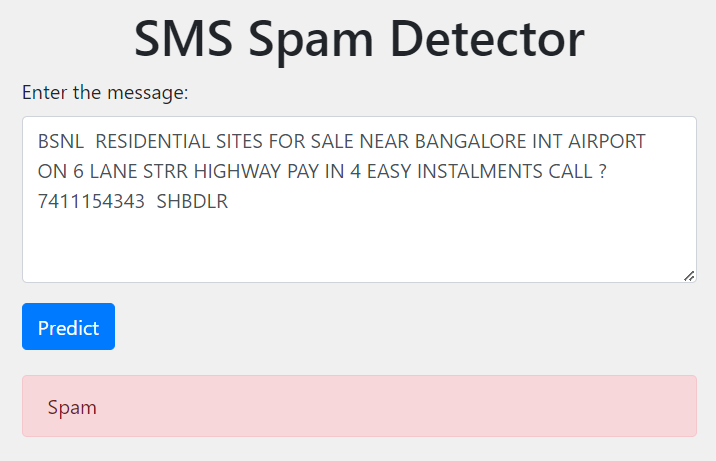 SMS Spam Detector
Enter the message:
BSNL  RESIDENTIAL SITES FOR SALE NEAR BANGALORE INT AIRPORT
ON 6 LANE STRR HIGHWAY PAY IN 4 EASY INSTALMENTS CALL ?
7411154343  SHBDLR
Predict
Spam